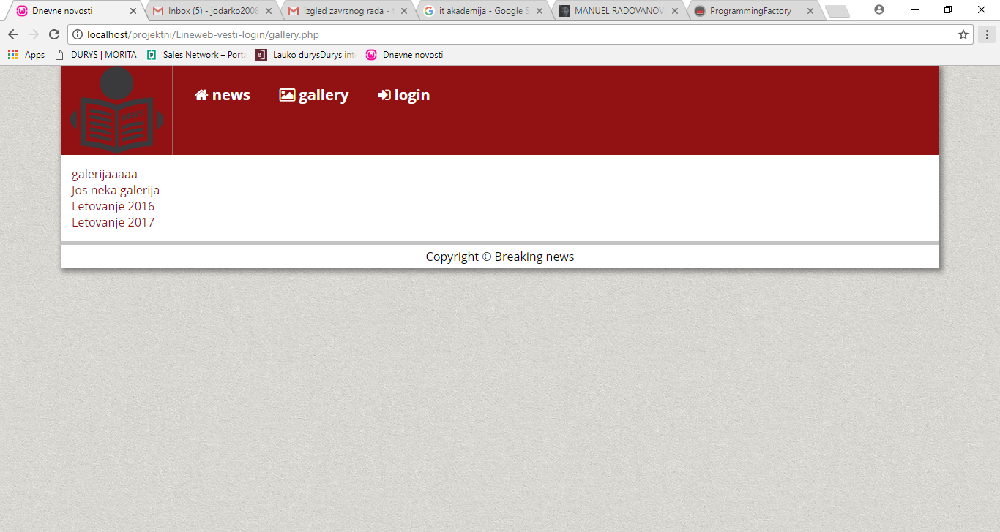 Dnevne novosti
Inbox (5) - jodarko2008
izgled zavrsnog rada -
it akademija - Google S
MANUEL RADOVANOV
ProgrammingFactory
localhost/projektni/Lineweb-vesti-login/gallery.php
Apps
DURYS | MORITA
Sales Network – Porta
Lauko durysDurys int
Dnevne novosti
NEWS
news
gallery
login
galerijaaaaa
Jos neka galerija
Letovanje 2016
Letovanje 2017
Copyright © Breaking news